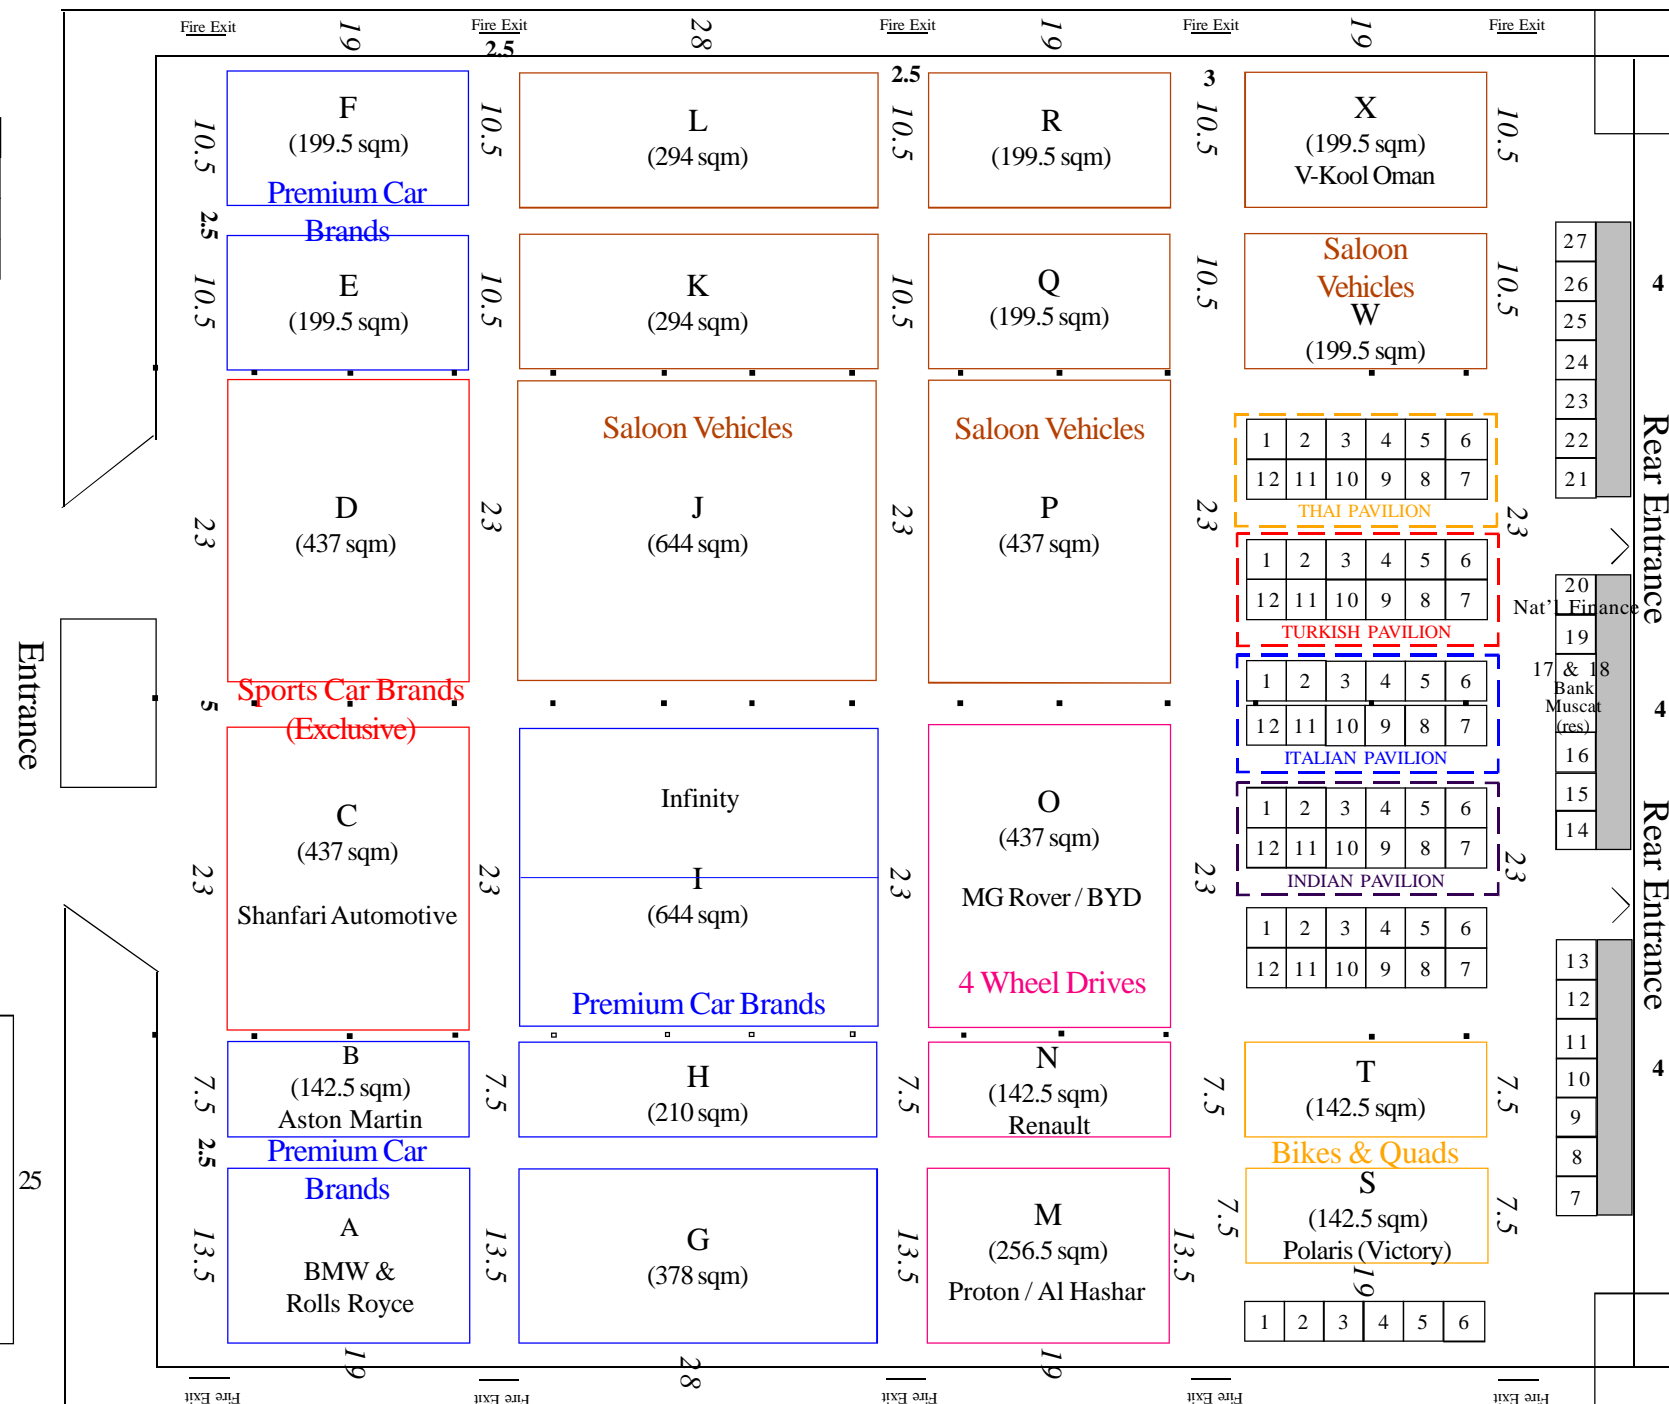 Fire Exit
19
Fire Exit
2.5
28
Fire Exit
19
Fire Exit
19
Fire Exit
2.5
3
F
(199.5 sqm)
Premium Car
Brands
10.5
10.5
L
(294 sqm)
10.5
R
(199.5 sqm)
10.5
X
(199.5 sqm)
V-Kool Oman
10.5
2.5
10.5
E
(199.5 sqm)
10.5
K
(294 sqm)
10.5
Q
(199.5 sqm)
10.5
Saloon
Vehicles
W
(199.5 sqm)
10.5
27
26
25
24
23
22
21
4
23
D
(437 sqm)
23
Saloon Vehicles
J
(644 sqm)
23
Saloon Vehicles
P
(437 sqm)
23
1 2 3 4 5 6
12 11 10 9 8 7
THAI PAVILION
23
1 2 3 4 5 6
12 11 10 9 8 7
TURKISH PAVILION
Rear Entrance
20
Nat'l Finance
19
17 & 18
Bank
Muscat
(res)
16
15
14
4
Entrance
5
Sports Car Brands
(Exclusive)
1 2 3 4 5 6
12 11 10 9 8 7
ITALIAN PAVILION
23
C
(437 sqm)
Shanfari Automotive
23
Infinity
I
(644 sqm)
Premium Car Brands
23
O
(437 sqm)
MG Rover / BYD
4 Wheel Drives
23
1 2 3 4 5 6
12 11 10 9 8 7
INDIAN PAVILION
23
1 2 3 4 5 6
12 11 10 9 8 7
Rear Entrance
13
12
11
10
9
8
7
4
7.5
B
(142.5 sqm)
Aston Martin
7.5
H
(210 sqm)
7.5
N
(142.5 sqm)
Renault
7.5
T
(142.5 sqm)
7.5
2.5
Premium Car
Brands
A
BMW &
Rolls Royce
13.5
13.5
G
(378 sqm)
13.5
M
(256.5 sqm)
Proton / Al Hashar
13.5
Bikes & Quads
7.5
S
(142.5 sqm)
Polaris (Victory)
7.5
19
1 2 3 4 5 6
25
19
28
19
Fire Exit
Fire Exit
Fire Exit
Fire Exit
Fire Exit